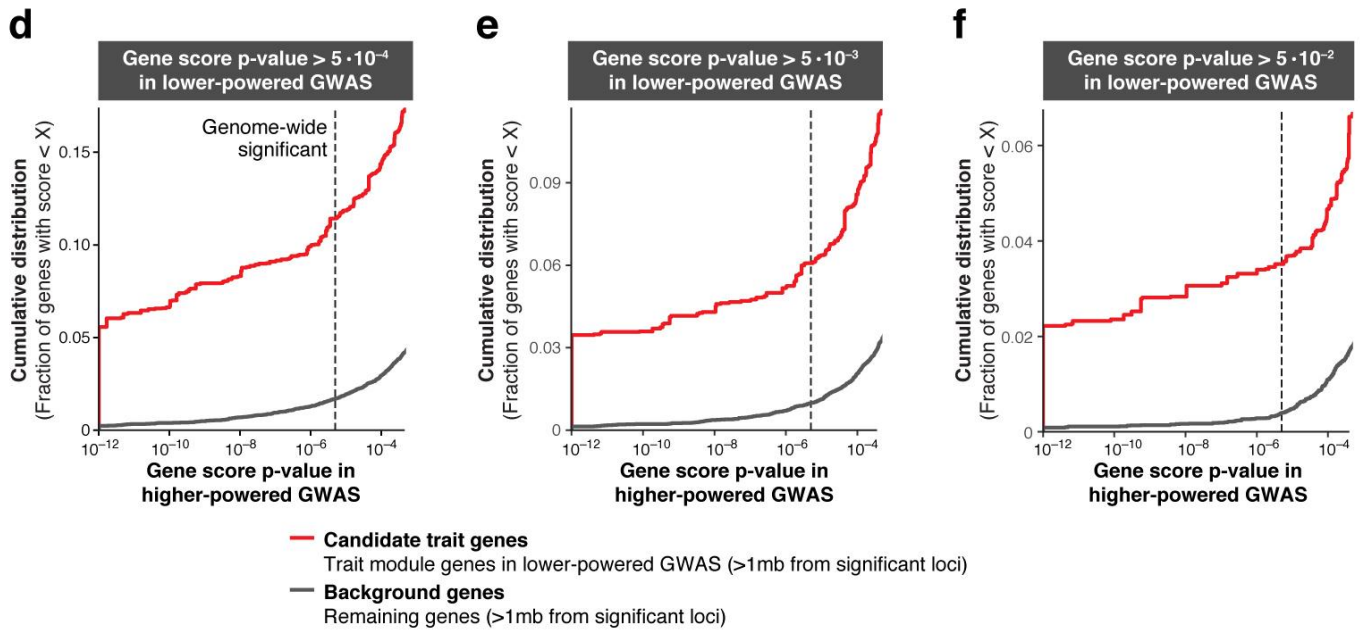 d
Gene score p-value > 5·10⁻⁴
in lower-powered GWAS
Genome-wide
significant
Cumulative distribution
(Fraction of genes with score < X)
0.15
0.10
0.05
0
10⁻¹² 10⁻¹⁰ 10⁻⁸ 10⁻⁶ 10⁻⁴
Gene score p-value in
higher-powered GWAS
e
Gene score p-value > 5·10⁻³
in lower-powered GWAS
Cumulative distribution
(Fraction of genes with score < X)
0.09
0.06
0.03
0
10⁻¹² 10⁻¹⁰ 10⁻⁸ 10⁻⁶ 10⁻⁴
Gene score p-value in
higher-powered GWAS
f
Gene score p-value > 5·10⁻²
in lower-powered GWAS
Cumulative distribution
(Fraction of genes with score < X)
0.06
0.04
0.02
0
10⁻¹² 10⁻¹⁰ 10⁻⁸ 10⁻⁶ 10⁻⁴
Gene score p-value in
higher-powered GWAS
Candidate trait genes
Trait module genes in lower-powered GWAS (>1mb from significant loci)
Background genes
Remaining genes (>1mb from significant loci)